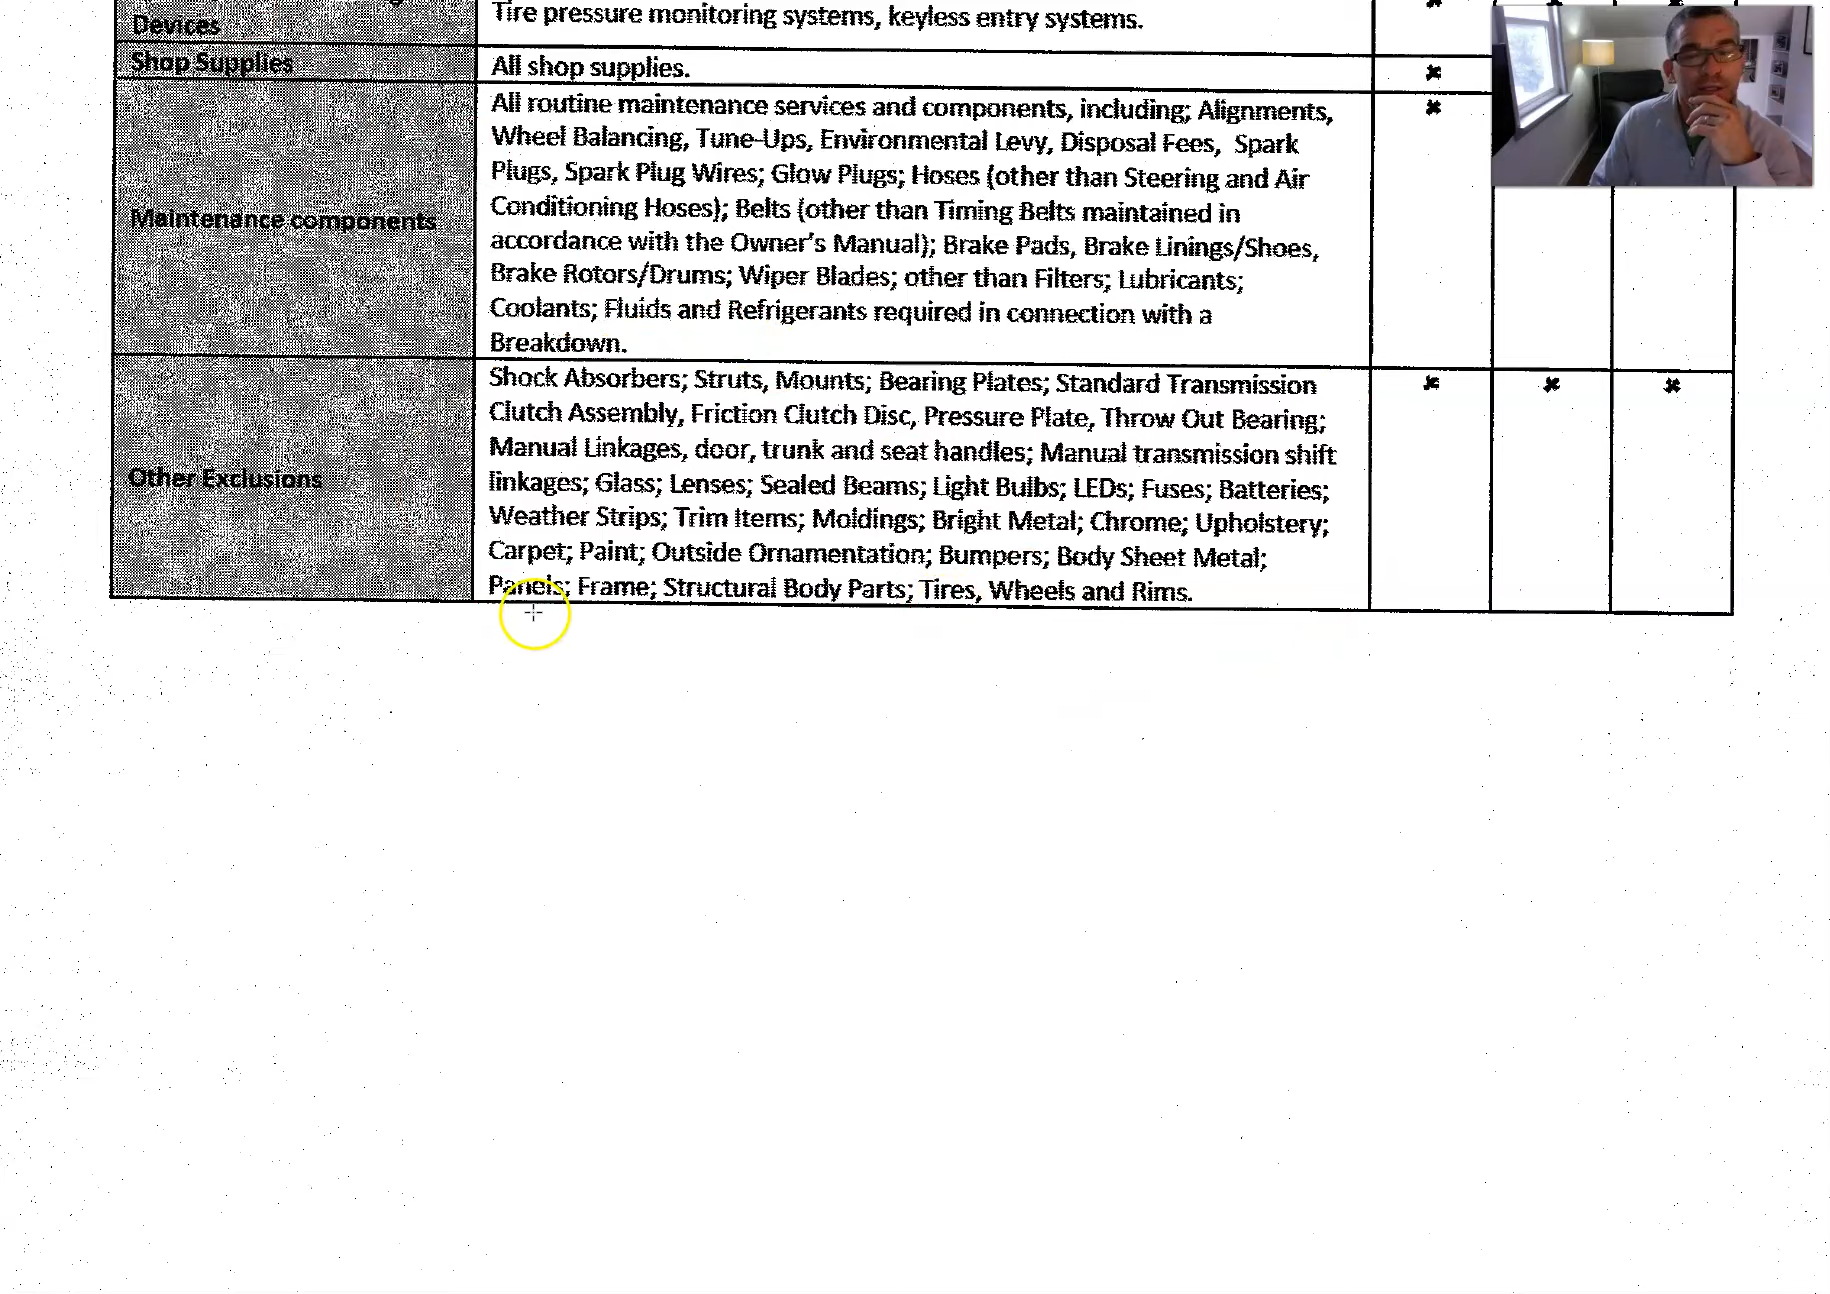 Devices
Tire pressure monitoring systems, keyless entry systems.
Shop Supplies
All shop supplies.
Maintenance components
All routine maintenance services and components, including; Alignments,
Wheel Balancing, Tune-Ups, Environmental Levy, Disposal Fees, Spark
Plugs, Spark Plug Wires; Glow Plugs; Hoses (other than Steering and Air
Conditioning Hoses); Belts (other than Timing Belts maintained in
accordance with the Owner's Manual); Brake Pads, Brake Linings/Shoes,
Brake Rotors/Drums; Wiper Blades; other than Filters; Lubricants;
Coolants; Fluids and Refrigerants required in connection with a
Breakdown.
Other Exclusions
Shock Absorbers; Struts, Mounts; Bearing Plates; Standard Transmission
Clutch Assembly, Friction Clutch Disc, Pressure Plate, Throw Out Bearing;
Manual Linkages, door, trunk and seat handles; Manual transmission shift
linkages; Glass; Lenses; Sealed Beams; Light Bulbs; LEDs; Fuses; Batteries;
Weather Strips; Trim Items; Moldings; Bright Metal; Chrome; Upholstery;
Carpet; Paint; Outside Ornamentation; Bumpers; Body Sheet Metal;
Panels; Frame; Structural Body Parts; Tires, Wheels and Rims.